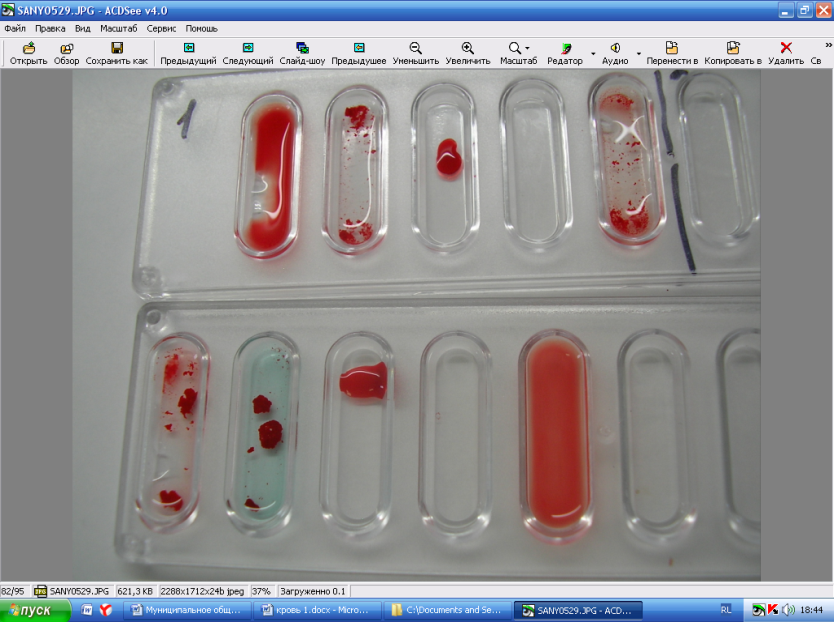 SANY0529.JPG - ACDSee v4.0
Файл Правка Вид Масштаб Сервис Помощь
Открыть Обзор Сохранить как Предыдущий Следующий Слайд-шоу Предыдущее Уменьшить Увеличить Масштаб Редатор Аудио Перенести в Копировать в Удалить Св
82/95 SANY0529.JPG 621,3 KB 2288x1712x24b jpeg 37% Загруженно 0.1
пуск Муниципальное общ... кровь 1.docx - Micro... C:\Documents and Se... SANY0529.JPG - ACD... RL 18:44